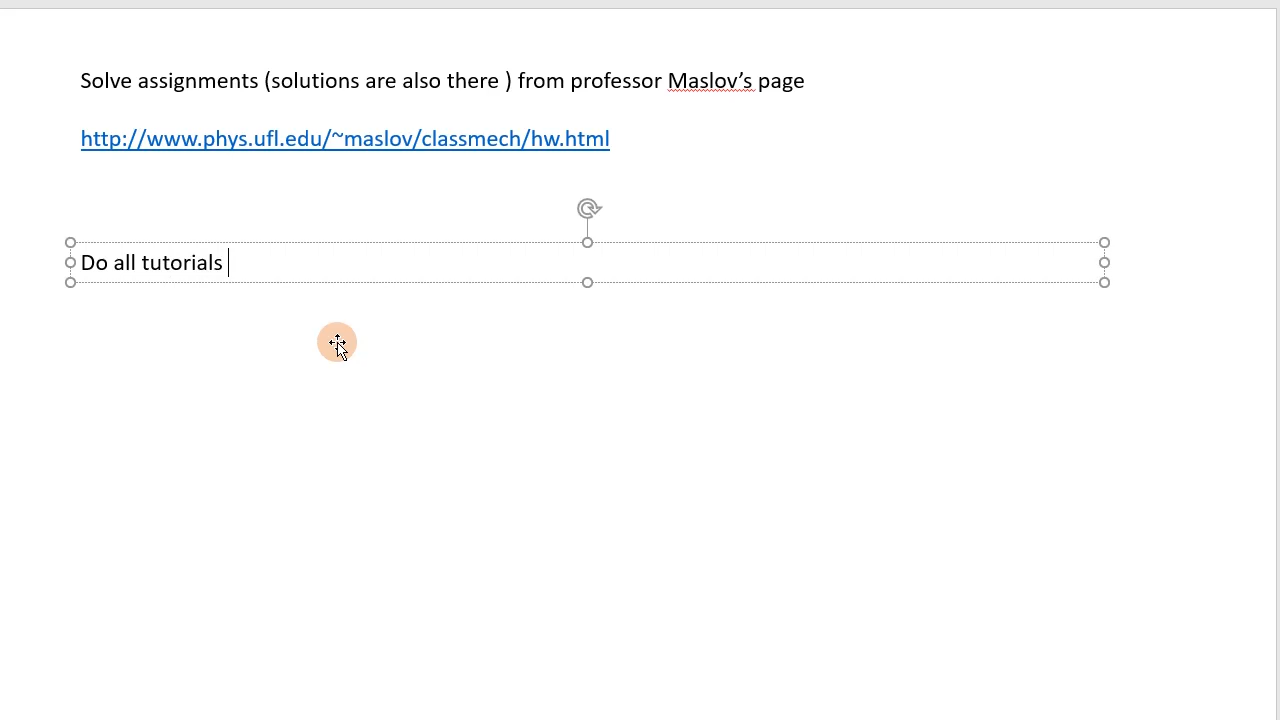 Solve assignments (solutions are also there ) from professor Maslov’s page
http://www.phys.ufl.edu/~maslov/classmech/hw.html
Do all tutorials